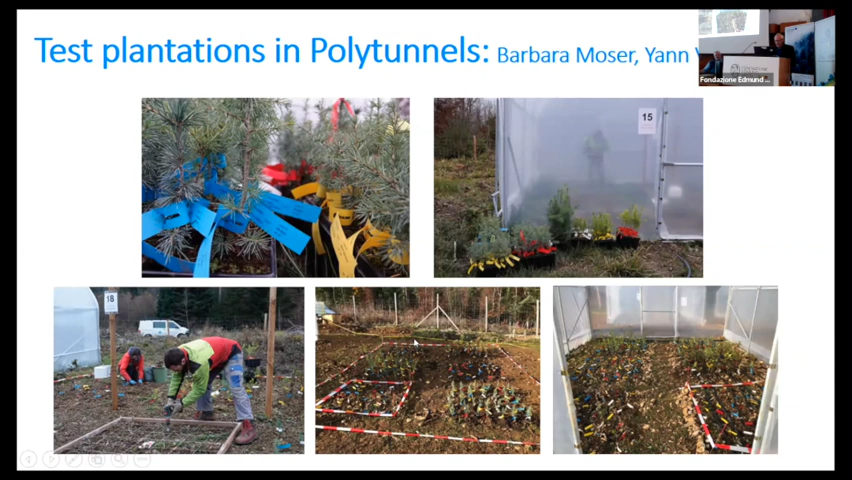 Test plantations in Polytunnels: Barbara Moser, Yann
Fondazione Edmund
15
18